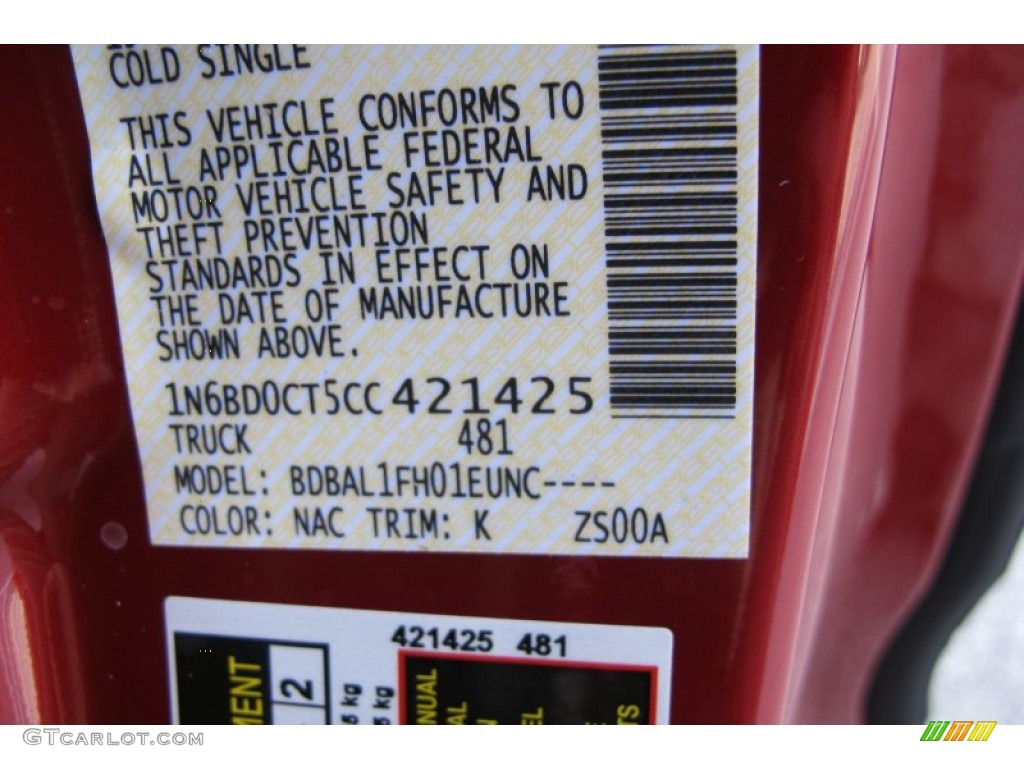 COLD SINGLE
THIS VEHICLE CONFORMS TO
ALL APPLICABLE FEDERAL
MOTOR VEHICLE SAFETY AND
THEFT PREVENTION
STANDARDS IN EFFECT ON
THE DATE OF MANUFACTURE
SHOWN ABOVE.
1N6BD0CT5CC421425
TRUCK 481
MODEL: BDBAL1FH01EUNC----
COLOR: NAC TRIM: K ZS00A
421425 481
2
kg
kg
GTcarlot.com